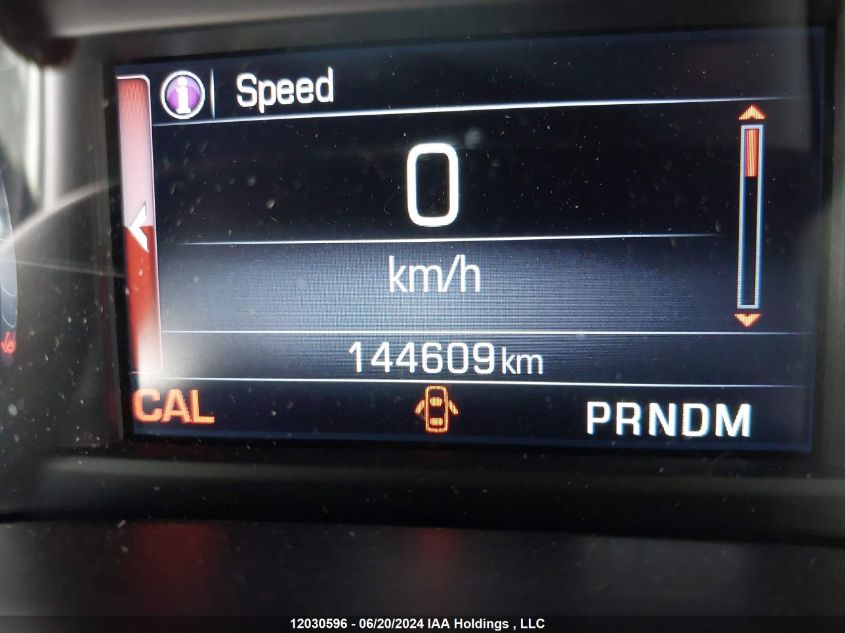 i Speed
0
km/h
144609 km
CAL PRNDM
12030596 - 06/20/2024 IAA Holdings , LLC